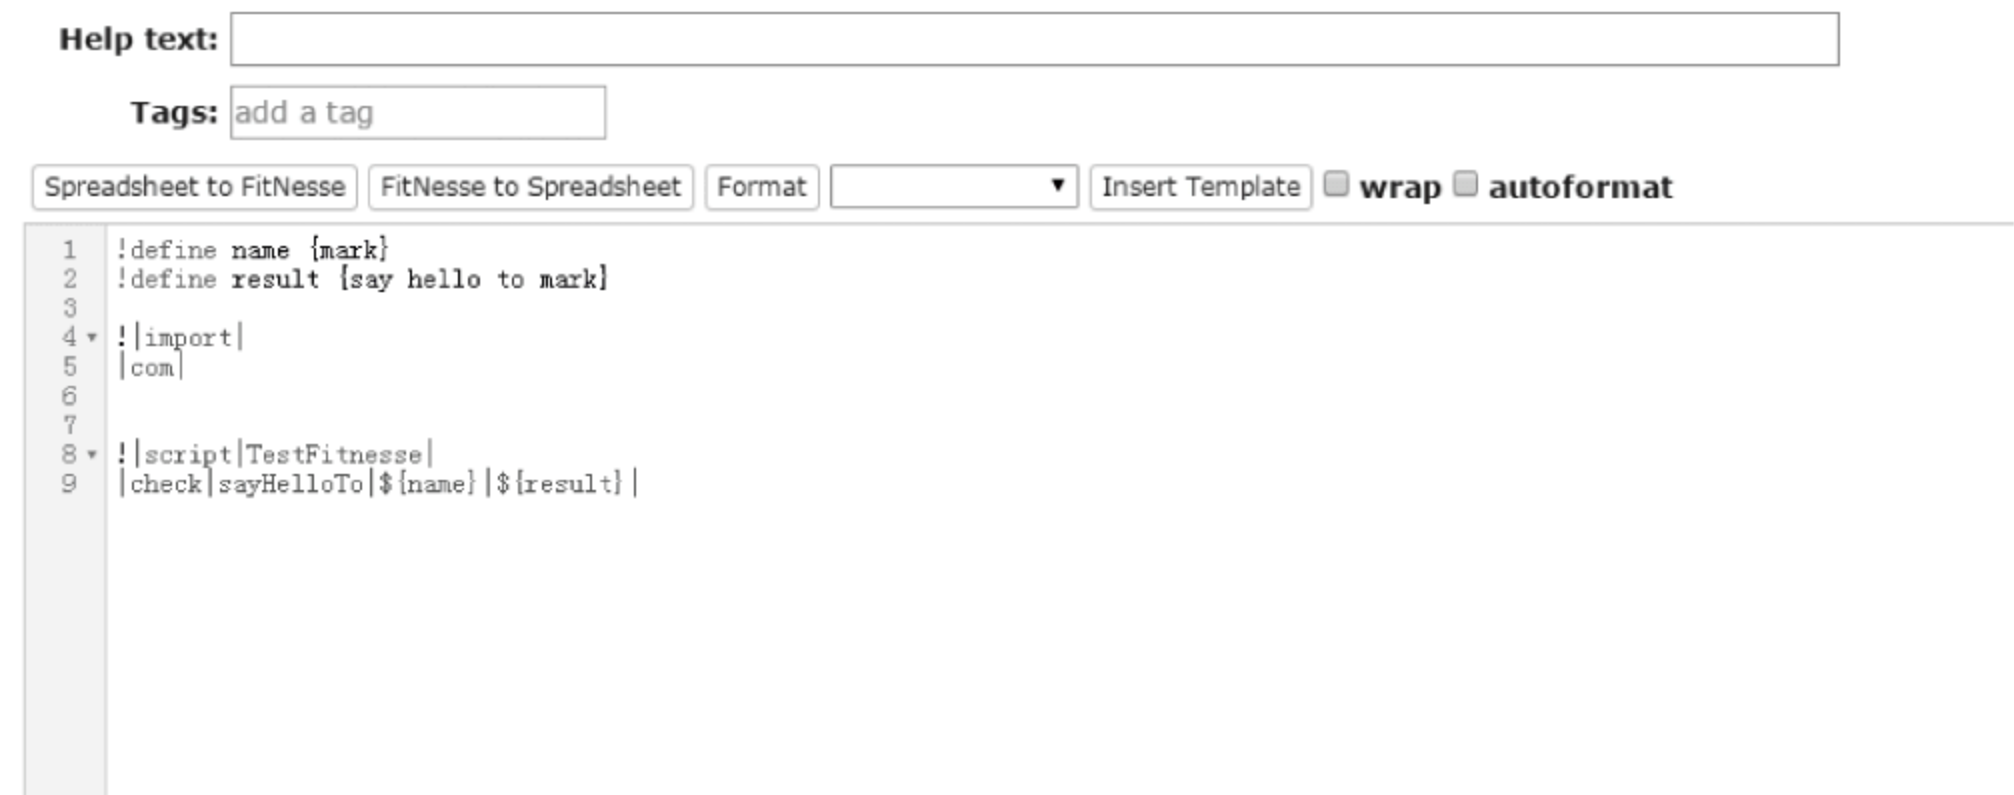 Help text:
Tags: add a tag
Spreadsheet to FitNesse FitNesse to Spreadsheet Format Insert Template wrap autoformat
1 !define name {mark}
2 !define result {say hello to mark}
3
4 !|import|
5 |com|
6
7
8 !|script|TestFitnesse|
9 |check|sayHelloTo|${name}|${result}|